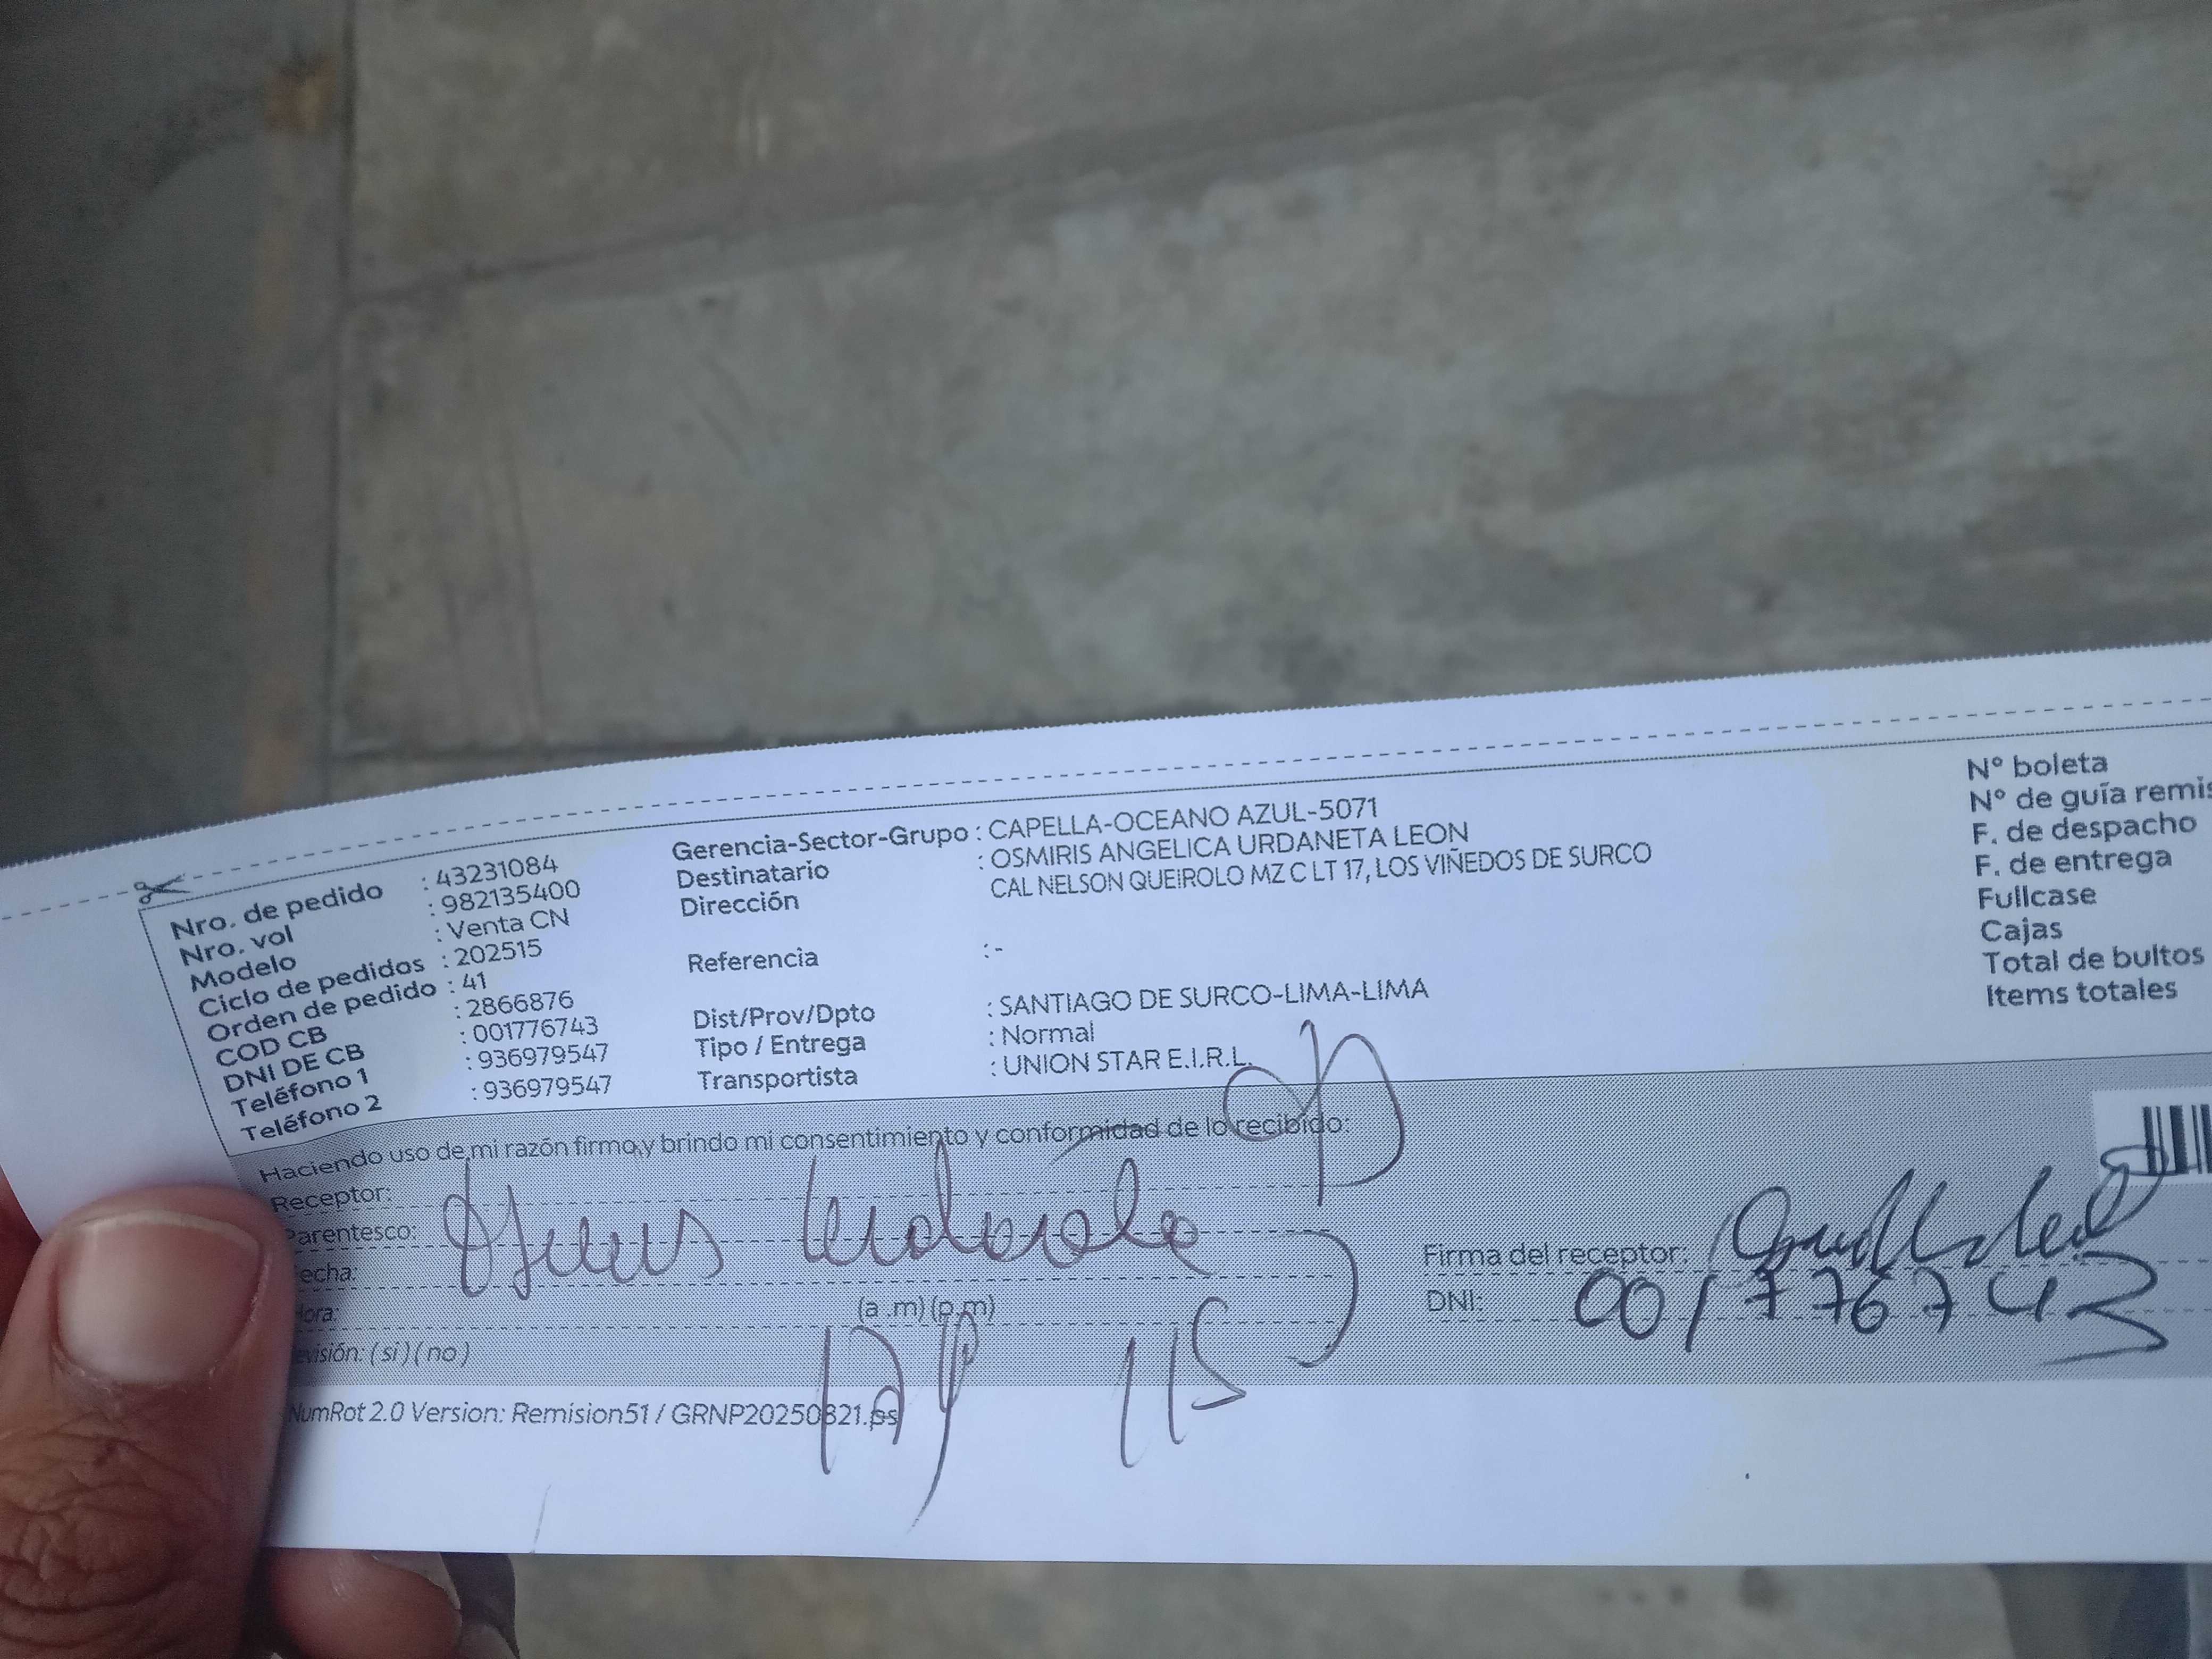 Nro. de pedido : 43231084
Nro. vol : 982135400
Modelo : Venta CN
Ciclo de pedidos : 202515
Orden de pedido : 41
COD CB : 2866876
DNI DE CB : 001776743
Teléfono 1 : 936979547
Teléfono 2 : 936979547
Gerencia-Sector-Grupo : CAPELLA-OCEANO AZUL-5071
Destinatario : OSMIRIS ANGELICA URDANETA LEON
Dirección CAL NELSON QUEIROLO MZ C LT 17, LOS VIÑEDOS DE SURCO
Referencia : -
Dist/Prov/Dpto : SANTIAGO DE SURCO-LIMA-LIMA
Tipo / Entrega : Normal
Transportista : UNION STAR E.I.R.L.
N° boleta
N° de guía remis
F. de despacho
F. de entrega
Fullcase
Cajas
Total de bultos
Items totales
Haciendo uso de mi razón firmo y brindo mi consentimiento y conformidad de lo recibido:
Receptor:
Parentesco:
echa:
ora:
(a .m) (p.m)
visión: ( si ) ( no )
Firma del receptor:
DNI: 001776743
NumRot 2.0 Version: Remision51 / GRNP20250821.ps